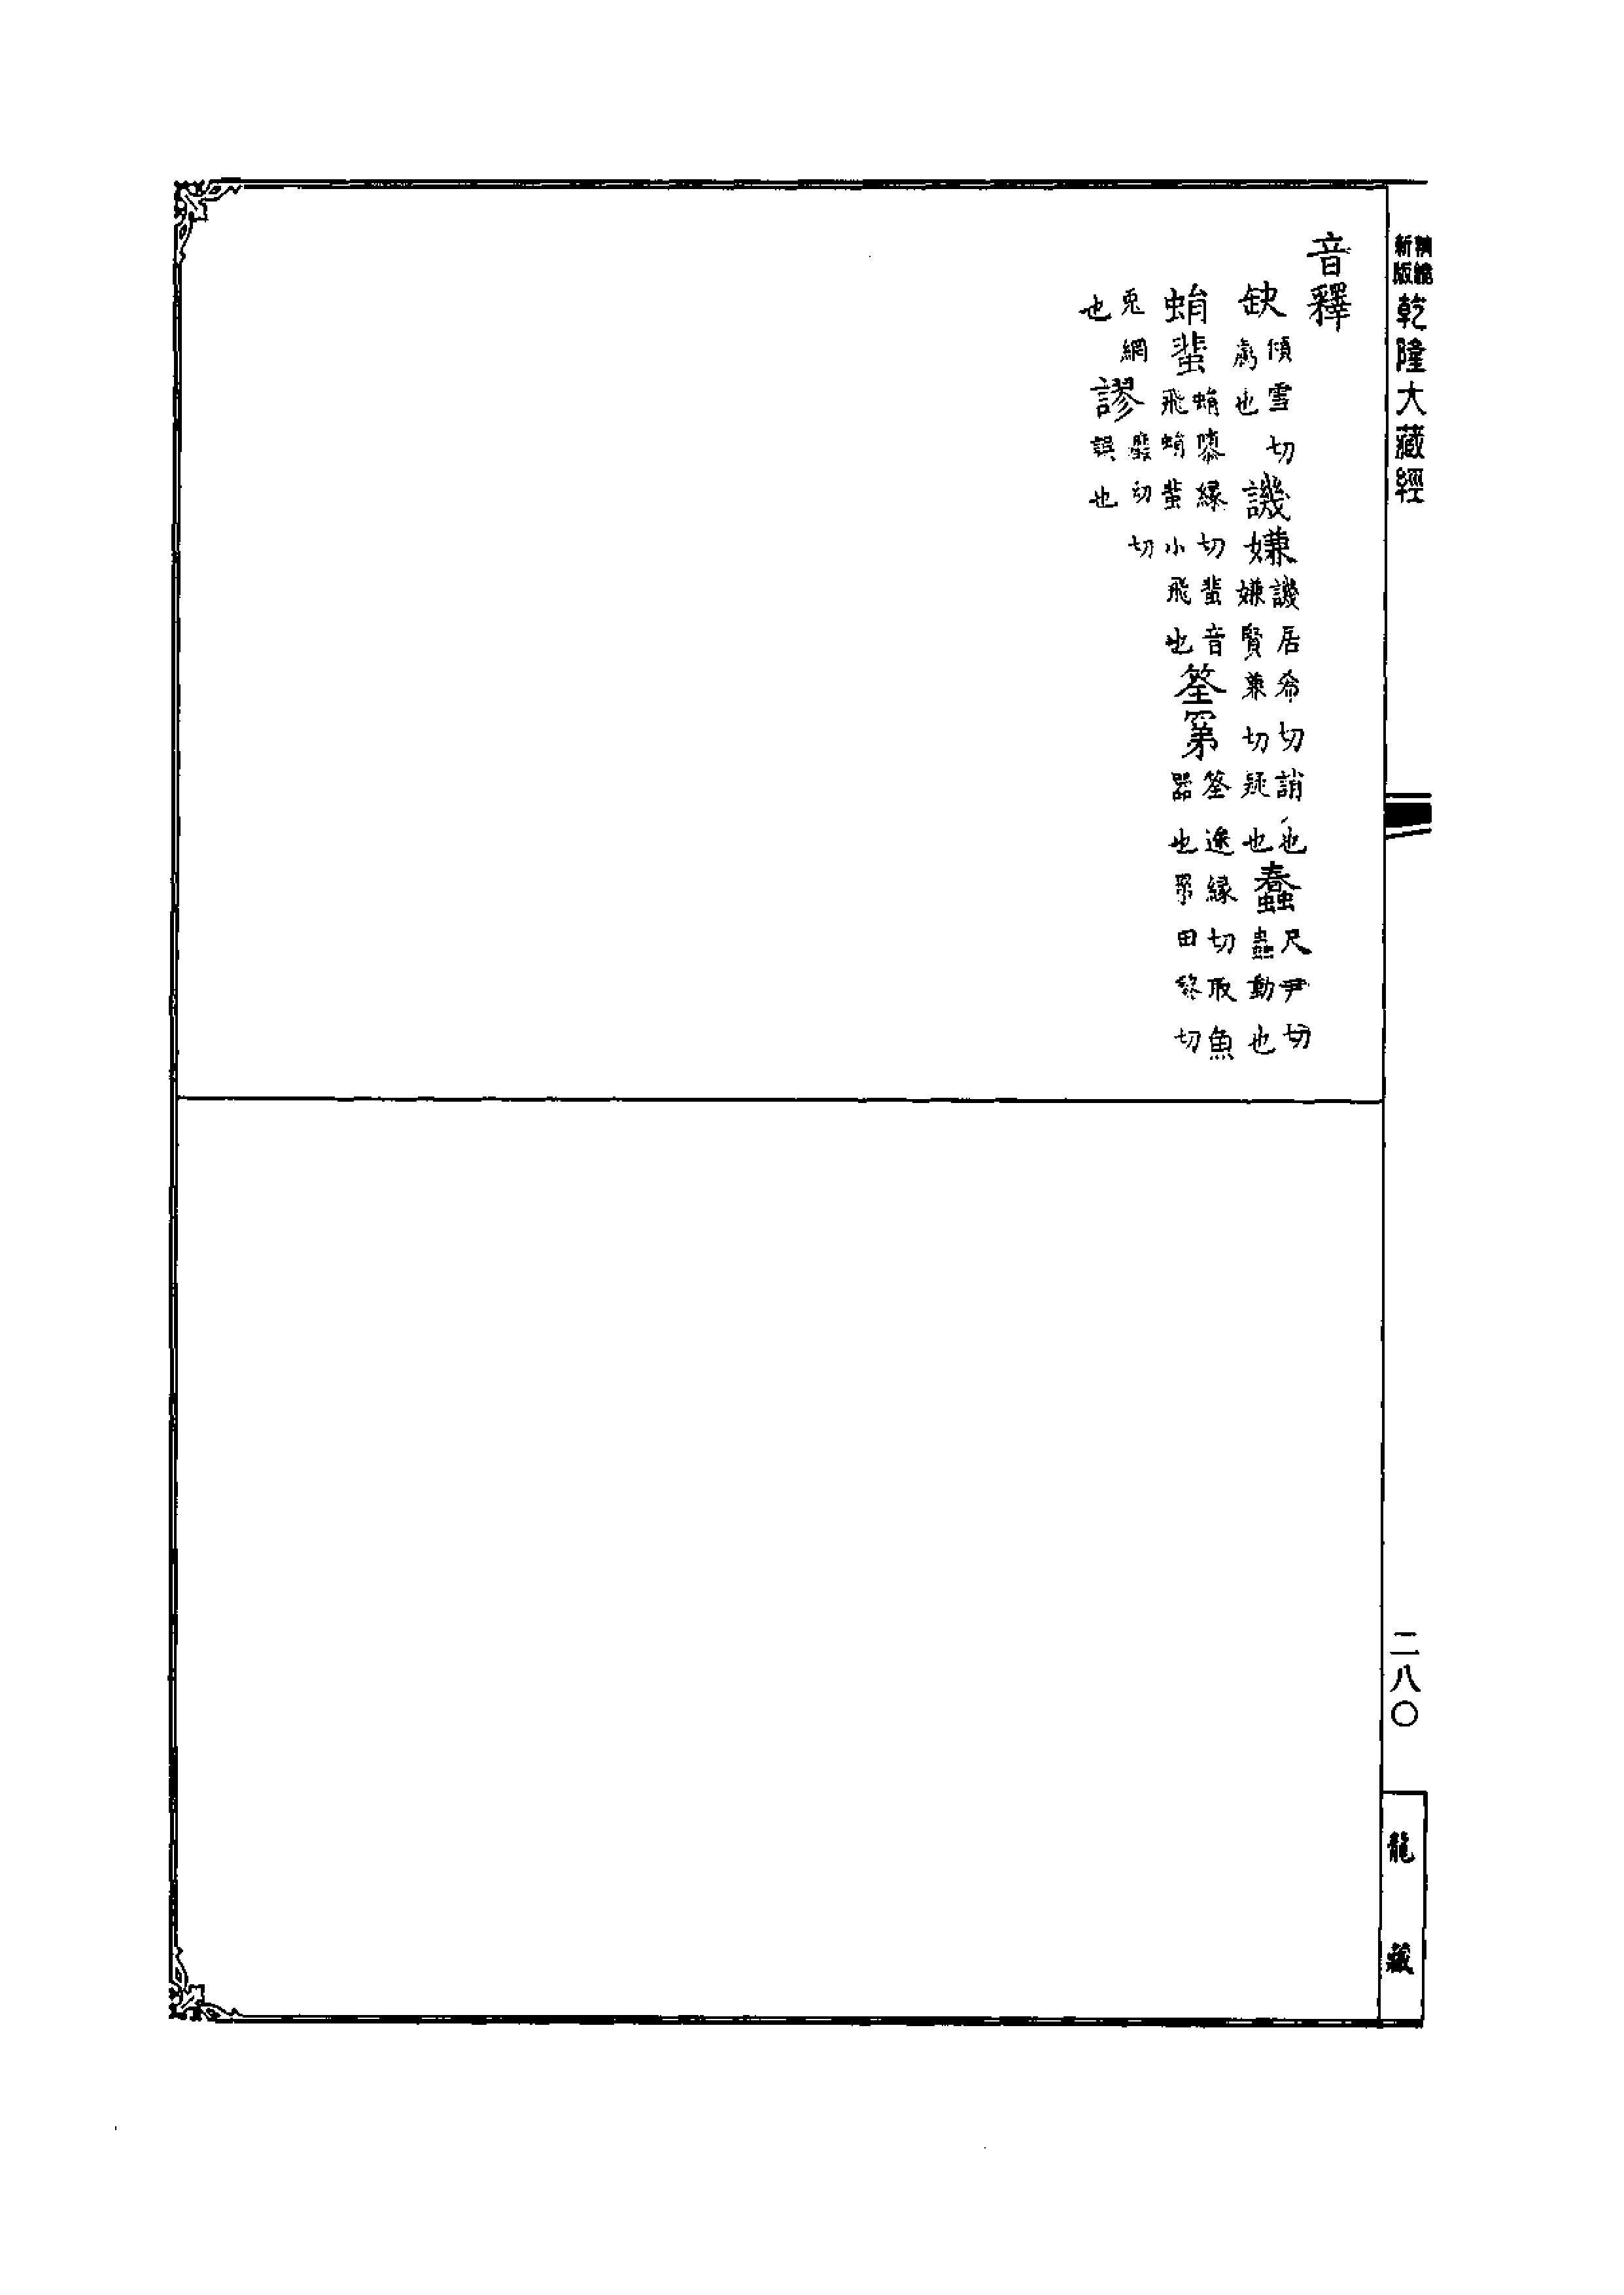 精縮
新版
乾隆大藏經
音釋
缺傾雪切虧也譏嫌譏居希切誚也嫌賢兼切疑也蠢尺尹切蟲動也
蜎蜚蜎縈緣切蜚音飛蜎蜚小飛也筌罤筌逡緣切取魚器也罤田黎切
兎網也謬靡幼切誤也
二八〇
龍藏